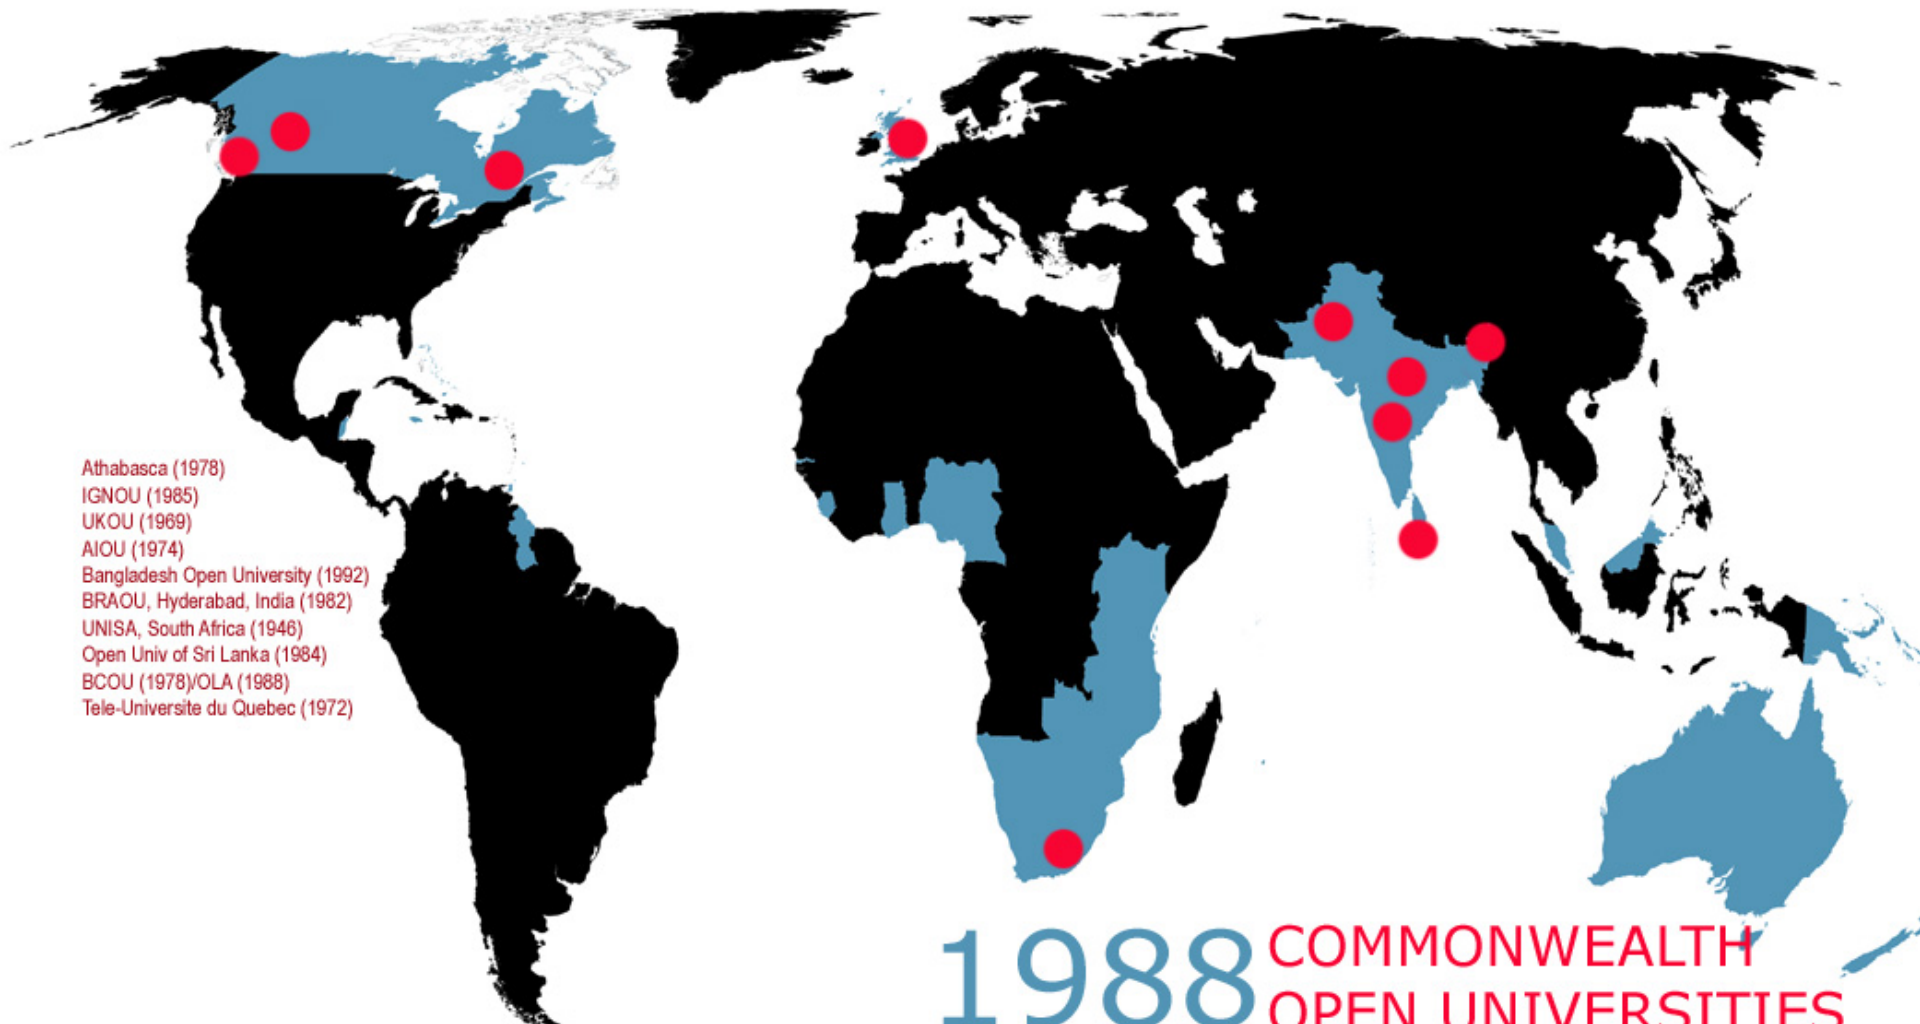 Athabasca (1978)
IGNOU (1985)
UKOU (1969)
AIOU (1974)
Bangladesh Open University (1992)
BRAOU, Hyderabad, India (1982)
UNISA, South Africa (1946)
Open Univ of Sri Lanka (1984)
BCOU (1978)/OLA (1988)
Tele-Universite du Quebec (1972)
1988 COMMONWEALTH
OPEN UNIVERSITIES